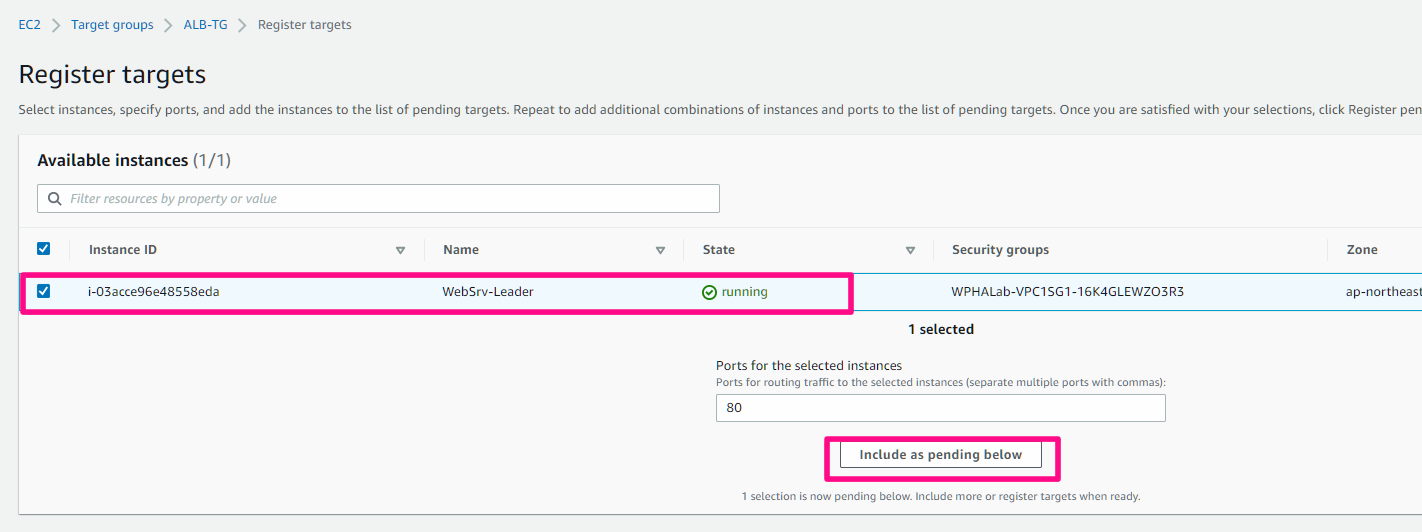 EC2 > Target groups > ALB-TG > Register targets
Register targets
Select instances, specify ports, and add the instances to the list of pending targets. Repeat to add additional combinations of instances and ports to the list of pending targets. Once you are satisfied with your selections, click Register pen
Available instances (1/1)
Filter resources by property or value
Instance ID Name State Security groups Zone
i-03acce96e48558eda WebSrv-Leader running WPHALab-VPC1SG1-16K4GLEWZO3R3 ap-northeast
1 selected
Ports for the selected instances
Ports for routing traffic to the selected instances (separate multiple ports with commas):
80
Include as pending below
1 selection is now pending below. Include more or register targets when ready.